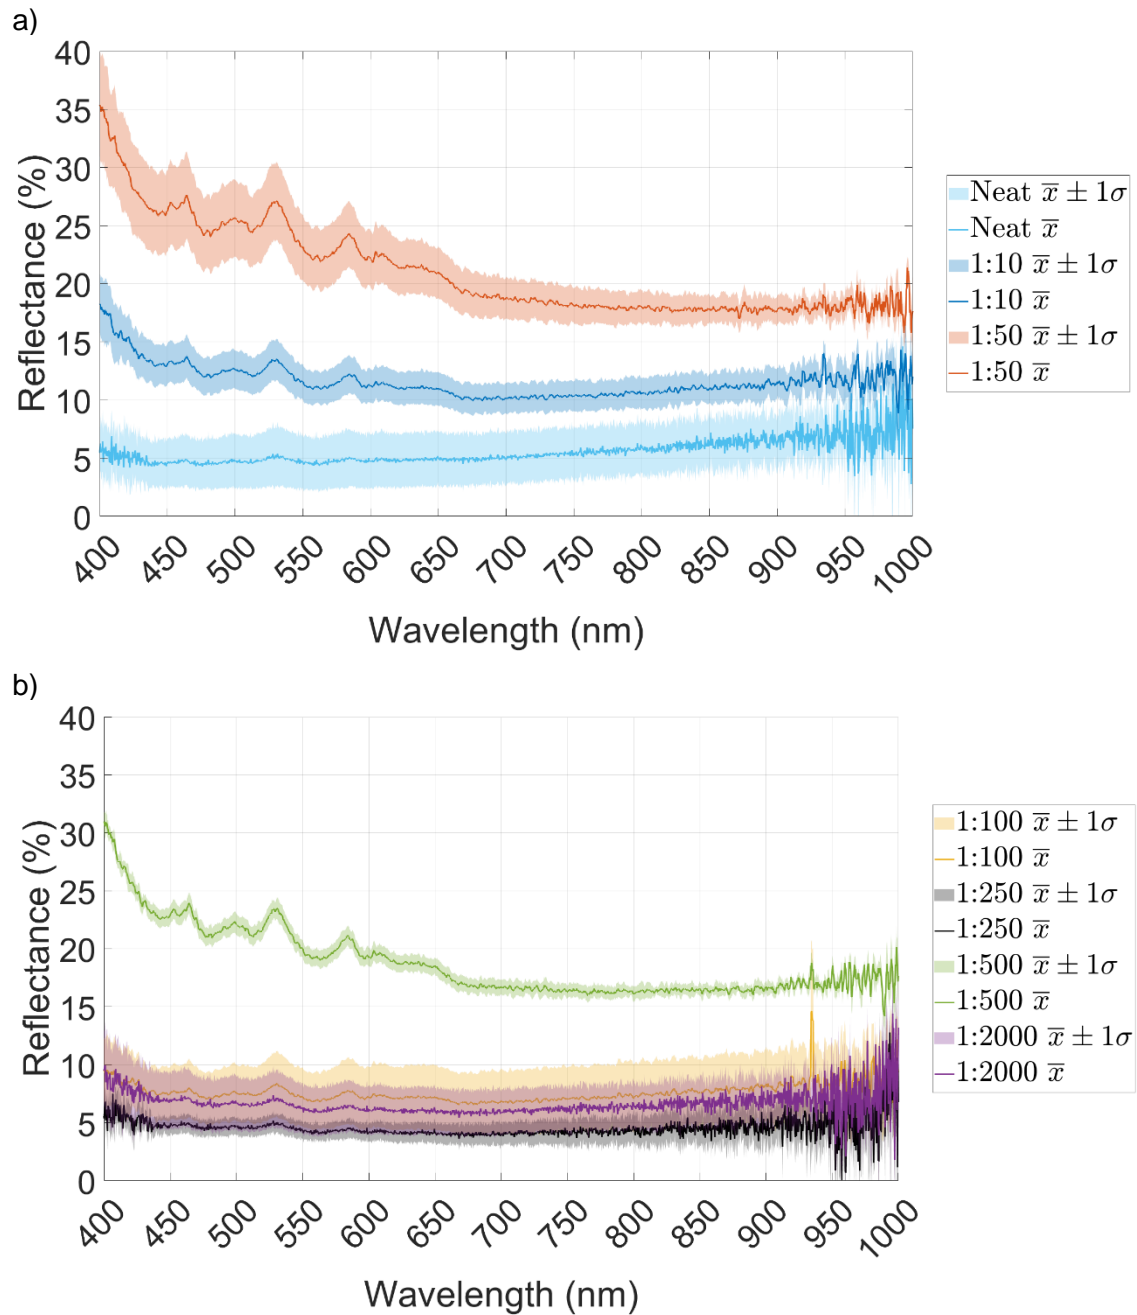 a)
40
35
30
25
20
15
10
5
0
Reflectance (%)
400 450 500 550 600 650 700 750 800 850 900 950 1000
Wavelength (nm)
Neat x̅ ± 1σ
Neat x̅
1:10 x̅ ± 1σ
1:10 x̅
1:50 x̅ ± 1σ
1:50 x̅
b)
40
35
30
25
20
15
10
5
0
Reflectance (%)
400 450 500 550 600 650 700 750 800 850 900 950 1000
Wavelength (nm)
1:100 x̅ ± 1σ
1:100 x̅
1:250 x̅ ± 1σ
1:250 x̅
1:500 x̅ ± 1σ
1:500 x̅
1:2000 x̅ ± 1σ
1:2000 x̅